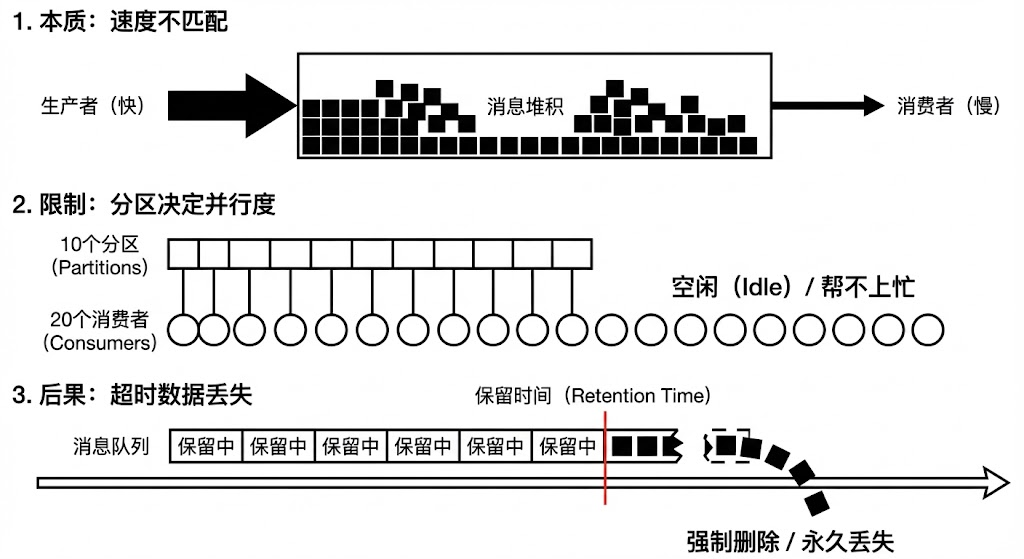 1. 本质：速度不匹配
生产者（快）
消息堆积
消费者（慢）
2. 限制：分区决定并行度
10个分区
（Partitions）
空闲（Idle）/ 帮不上忙
20个消费者
（Consumers）
3. 后果：超时数据丢失
保留时间（Retention Time）
消息队列
保留中 保留中 保留中 保留中 保留中 保留中
强制删除 / 永久丢失